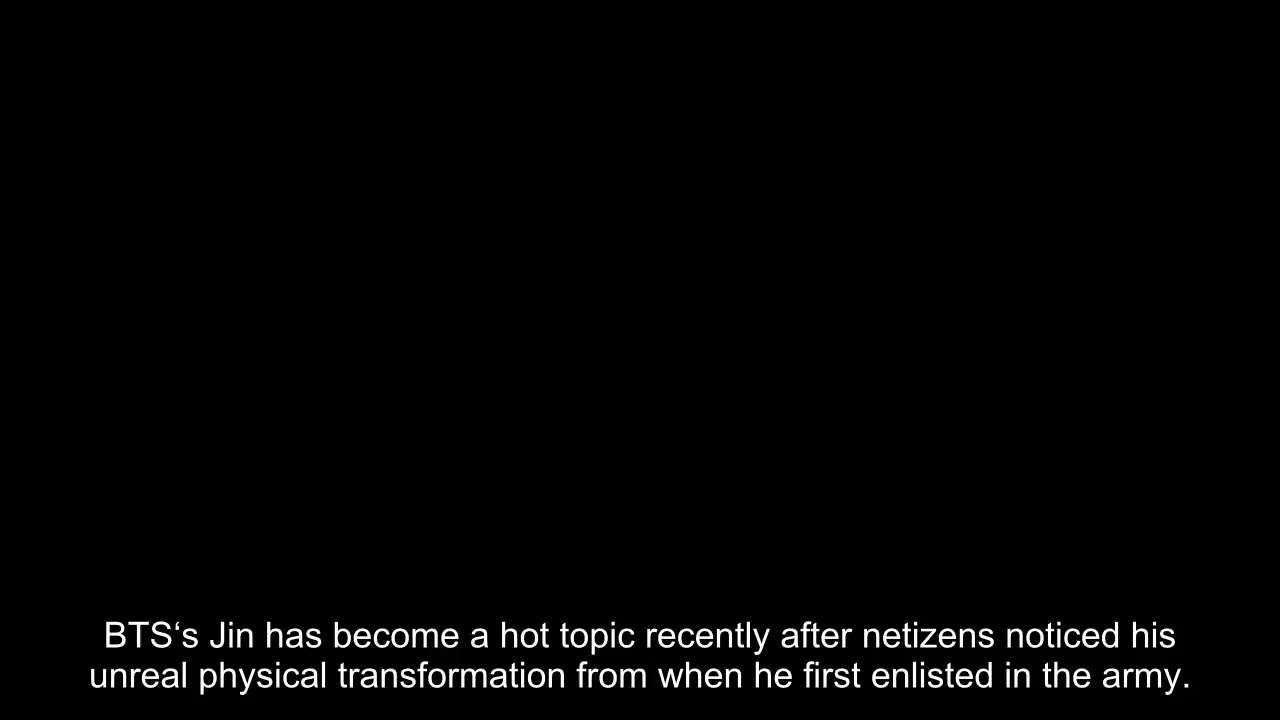 BTS‘s Jin has become a hot topic recently after netizens noticed his
unreal physical transformation from when he first enlisted in the army.